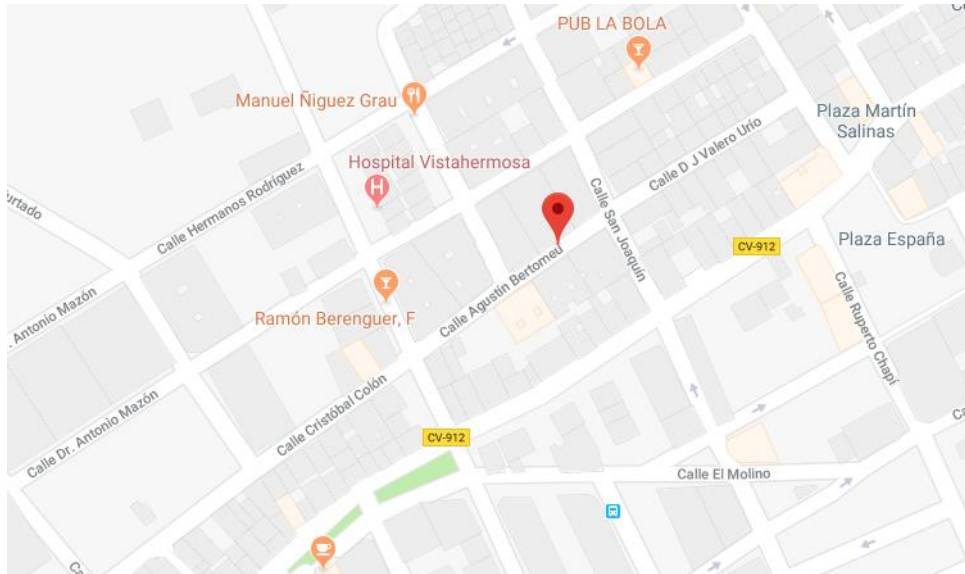 PUB LA BOLA
Manuel Ñiguez Grau
Plaza Martín
Salinas
Hospital Vistahermosa
H
Calle D J Valero Urio
Calle Hermanos Rodríguez
urtado
Calle San Joaquín
Plaza España
CV-912
Calle Agustín Bertomeu
. Antonio Mazón
Ramón Berenguer, F
Calle Ruperto Chapí
Calle Cristóbal Colón
Calle Dr. Antonio Mazón
CV-912
Calle El Molino